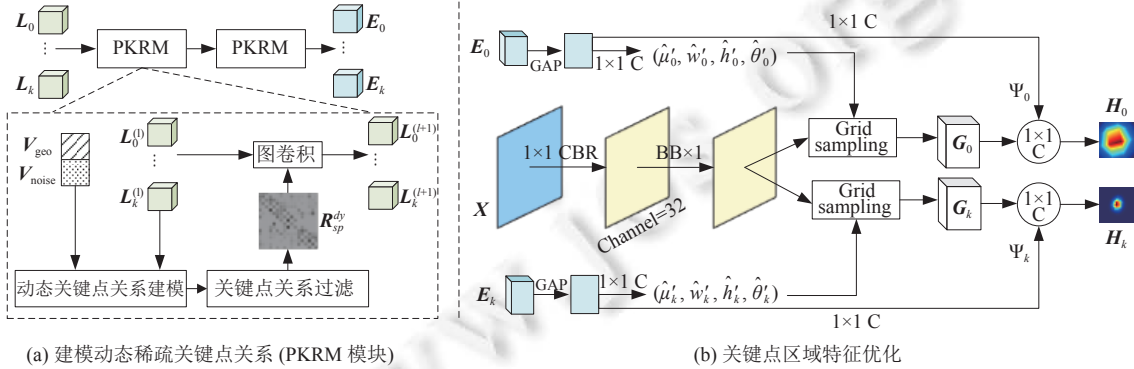 L₀
⋮
Lₖ
PKRM
PKRM
E₀
⋮
Eₖ
V_geo
V_noise
L₀^(l)
⋮
Lₖ^(l)
图卷积
L₀^(l+1)
⋮
Lₖ^(l+1)
R_sp^dy
动态关键点关系建模
关键点关系过滤
(a) 建模动态稀疏关键点关系 (PKRM 模块)
1×1 C
E₀
GAP
1×1 C
(μ̂′₀, ŵ′₀, ĥ′₀, θ̂′₀)
Ψ₀
H₀
X
1×1 CBR
Channel=32
BB×1
Grid
sampling
G₀
1×1
C
Grid
sampling
Gₖ
1×1
C
Hₖ
Ψₖ
Eₖ
GAP
1×1 C
(μ̂′ₖ, ŵ′ₖ, ĥ′ₖ, θ̂′ₖ)
1×1 C
(b) 关键点区域特征优化